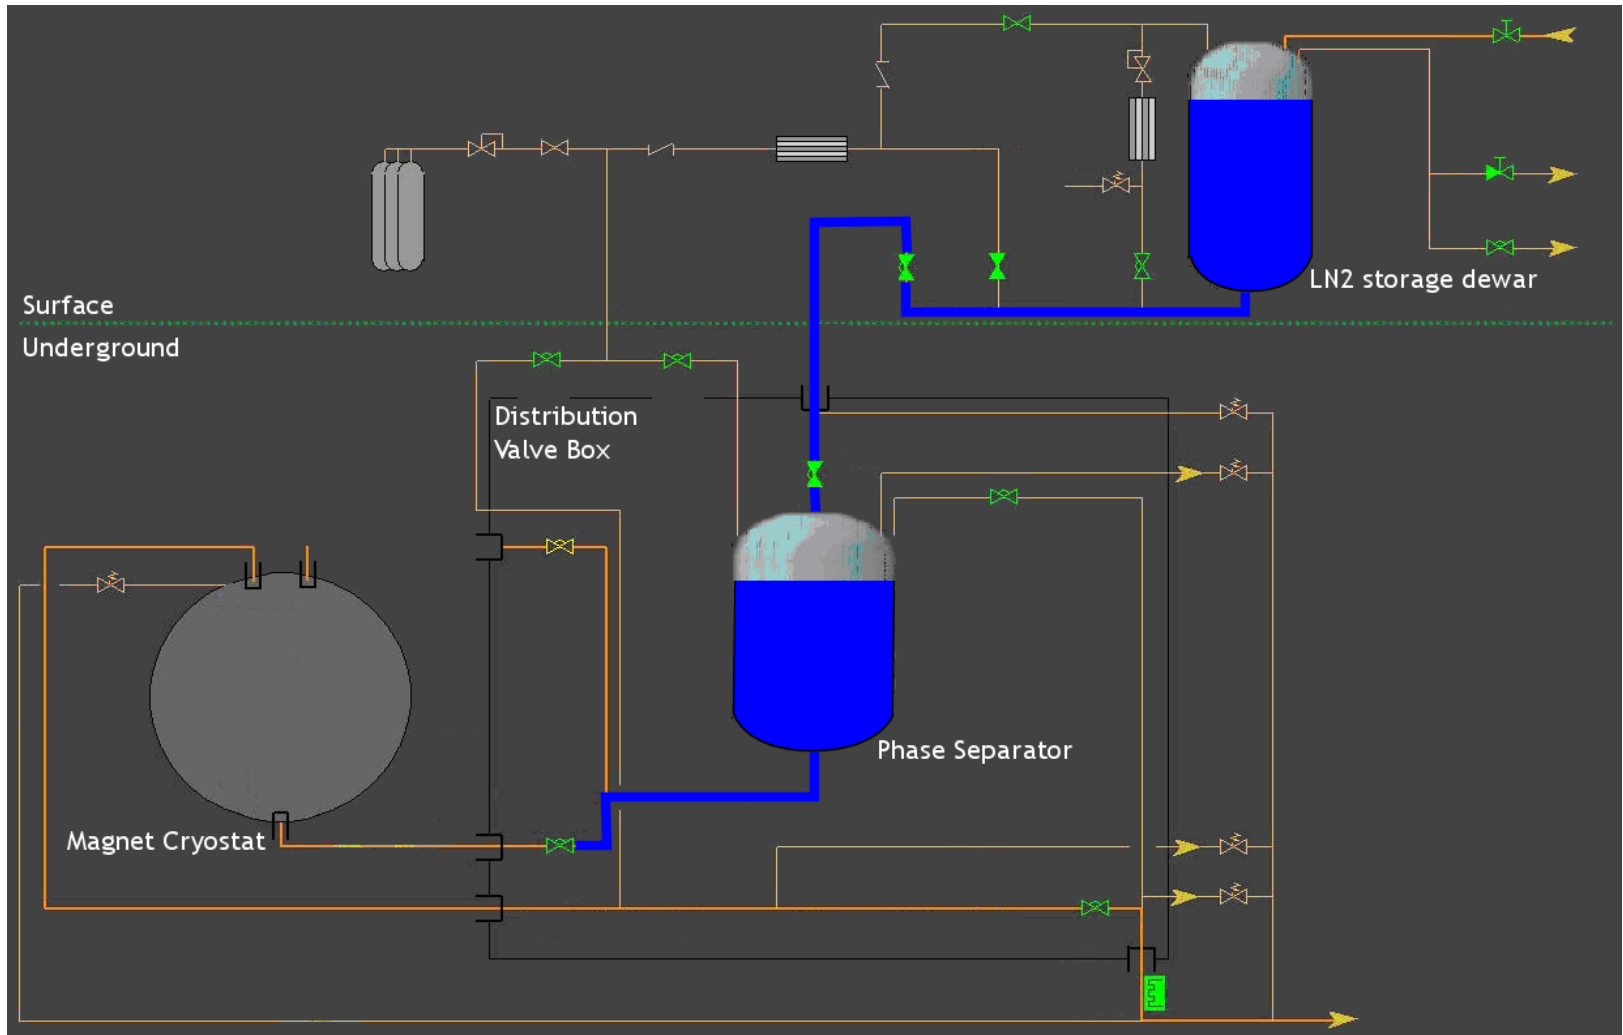 LN2 storage dewar
Surface
Underground
Distribution
Valve Box
Phase Separator
Magnet Cryostat